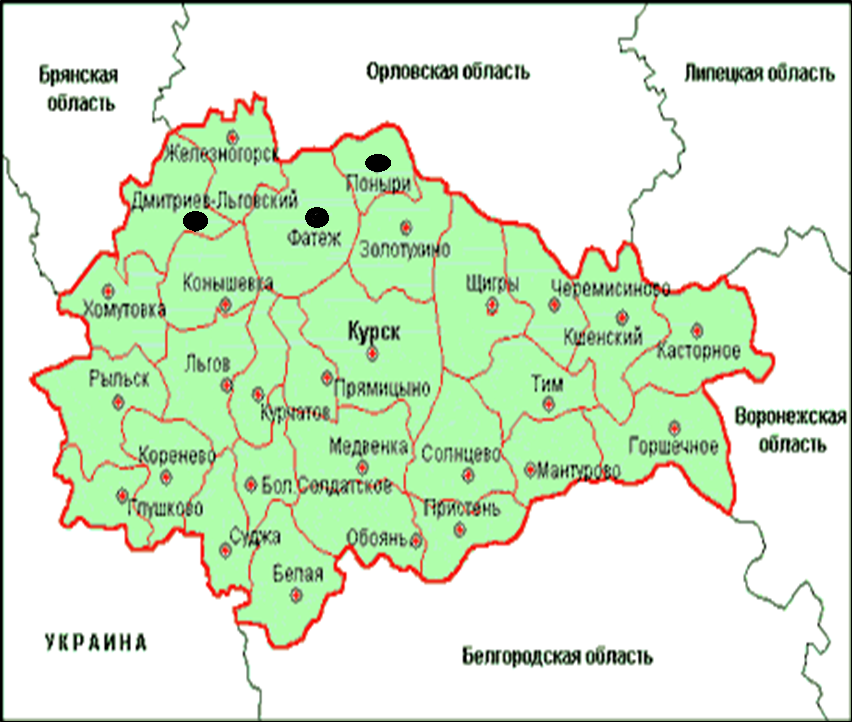 Брянская
область
Орловская область
Липецкая область
Железногорск
Поныри
Дмитриев-Льговский
Фатеж
Золотухино
Конышевка
Щигры
Черемисиново
Хомутовка
Курск
Кшенский
Касторное
Льгов
Рыльск
Прямицыно
Тим
Курчатов
Воронежская
область
Медвенка
Горшечное
Коренево
Солнцево
Мантурово
Бол.Солдатское
Глушково
Пристень
Суджа
Обоянь
Белая
УКРАИНА
Белгородская область